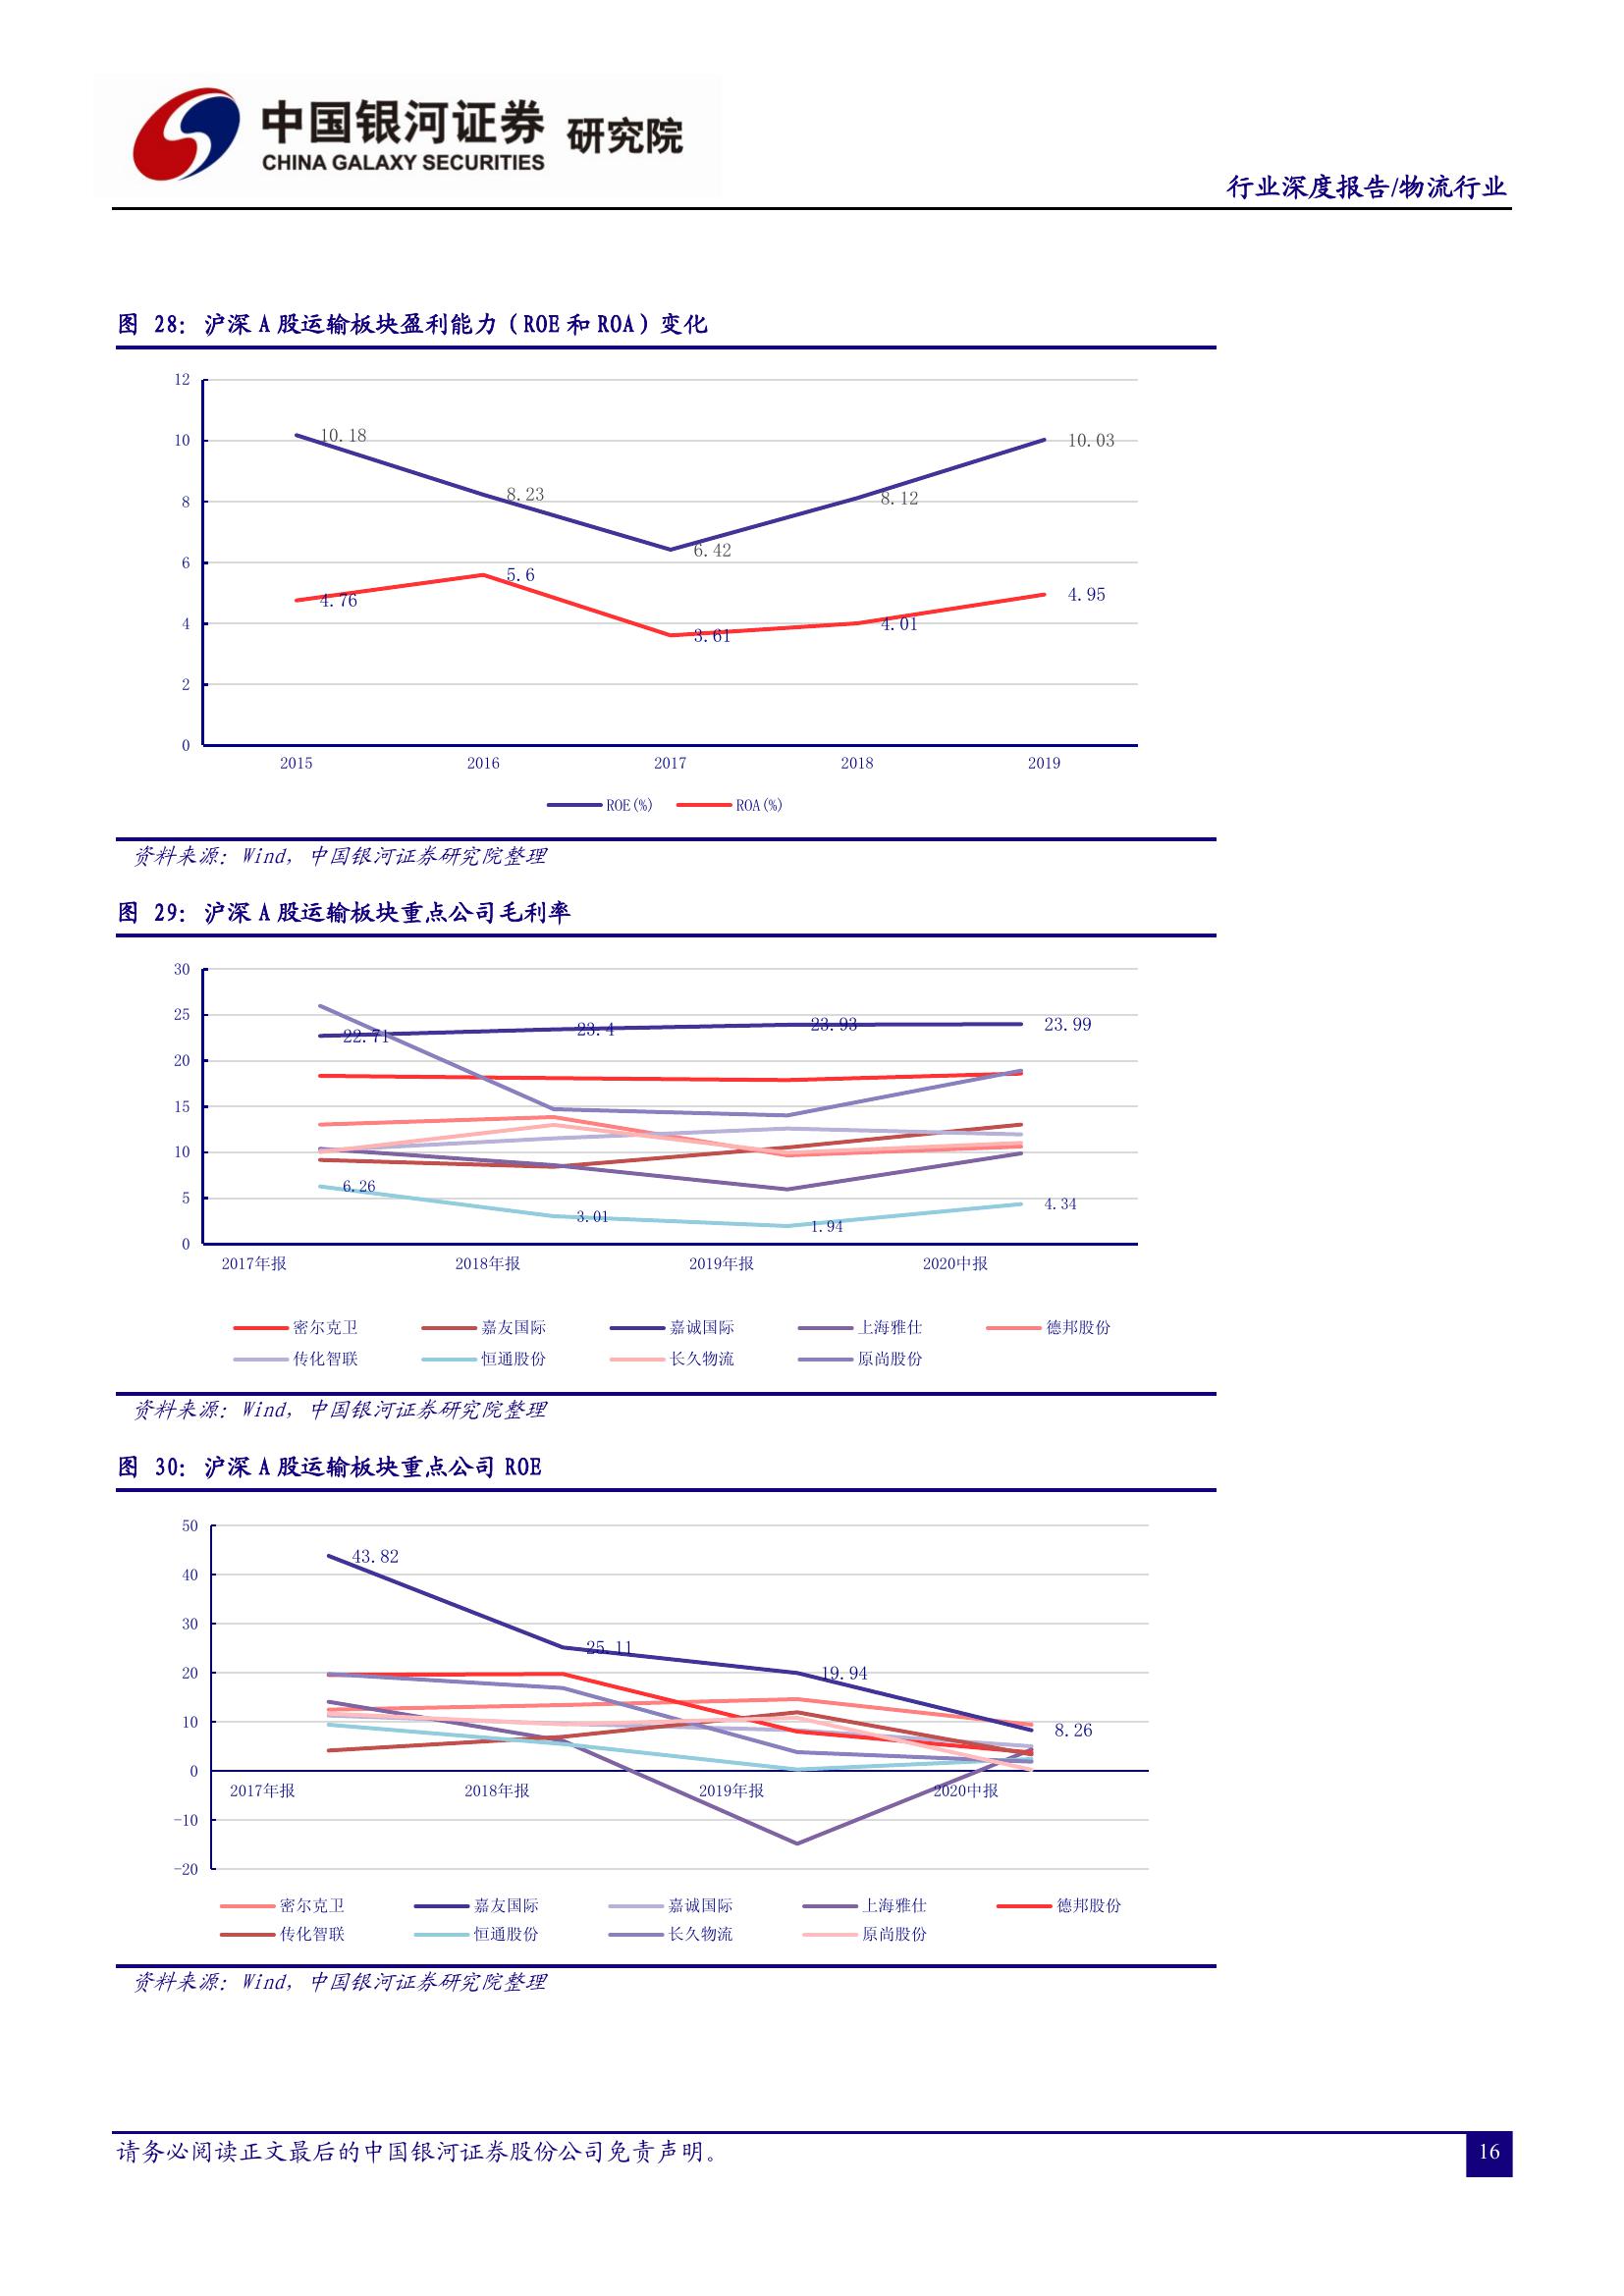 中国银河证券 研究院
CHINA GALAXY SECURITIES
行业深度报告/物流行业
图 28：沪深 A 股运输板块盈利能力（ROE 和 ROA）变化
12
10
8
6
4
2
0
10.18
8.23
6.42
8.12
10.03
4.76
5.6
3.61
4.01
4.95
2015 2016 2017 2018 2019
ROE(%) ROA(%)
资料来源：Wind，中国银河证券研究院整理
图 29：沪深 A 股运输板块重点公司毛利率
30
25
20
15
10
5
0
22.71
23.4
23.93
23.99
6.26
3.01
1.94
4.34
2017年报 2018年报 2019年报 2020中报
密尔克卫 嘉友国际 嘉诚国际 上海雅仕 德邦股份
传化智联 恒通股份 长久物流 原尚股份
资料来源：Wind，中国银河证券研究院整理
图 30：沪深 A 股运输板块重点公司 ROE
50
40
30
20
10
0
-10
-20
43.82
25.11
19.94
8.26
2017年报 2018年报 2019年报 2020中报
密尔克卫 嘉友国际 嘉诚国际 上海雅仕 德邦股份
传化智联 恒通股份 长久物流 原尚股份
资料来源：Wind，中国银河证券研究院整理
请务必阅读正文最后的中国银河证券股份公司免责声明。
16